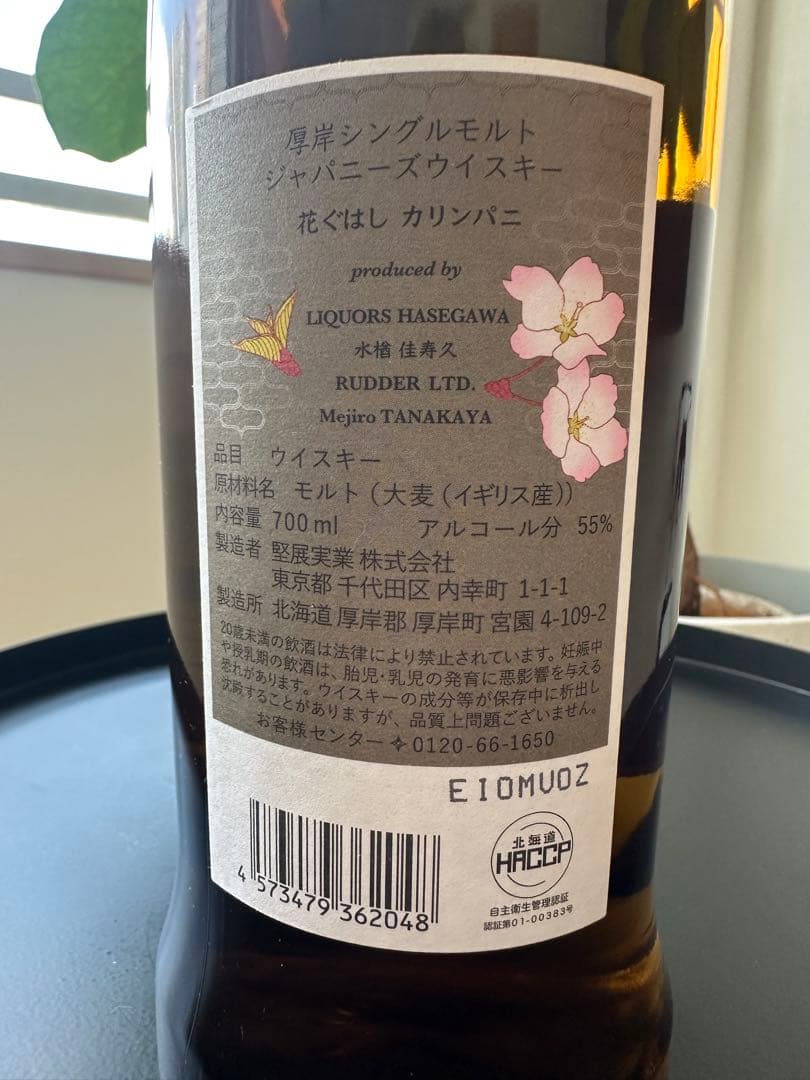 厚岸シングルモルト
ジャパニーズウイスキー
花ぐはし カリンパニ
produced by
LIQUORS HASEGAWA
水楢 佳寿久
RUDDER LTD.
Mejiro TANAKAYA
品目 ウイスキー
原材料名 モルト（大麦（イギリス産））
内容量 700ml アルコール分 55%
製造者 堅展実業 株式会社
東京都 千代田区 内幸町 1-1-1
製造所 北海道 厚岸郡 厚岸町 宮園 4-109-2
20歳未満の飲酒は法律により禁止されています。妊娠中
や授乳期の飲酒は、胎児・乳児の発育に悪影響を与える
恐れがあります。ウイスキーの成分等が保存中に析出し
沈殿することがありますが、品質上問題ございません。
お客様センター✧0120-66-1650
EIOMVOZ
4 573479 362048
北海道
HACCP
自主衛生管理認証
認証第01-00383号